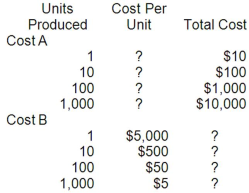 Units Cost Per
Produced Unit Total Cost
Cost A
1 ? $10
10 ? $100
100 ? $1,000
1,000 ? $10,000
Cost B
1 $5,000 ?
10 $500 ?
100 $50 ?
1,000 $5 ?